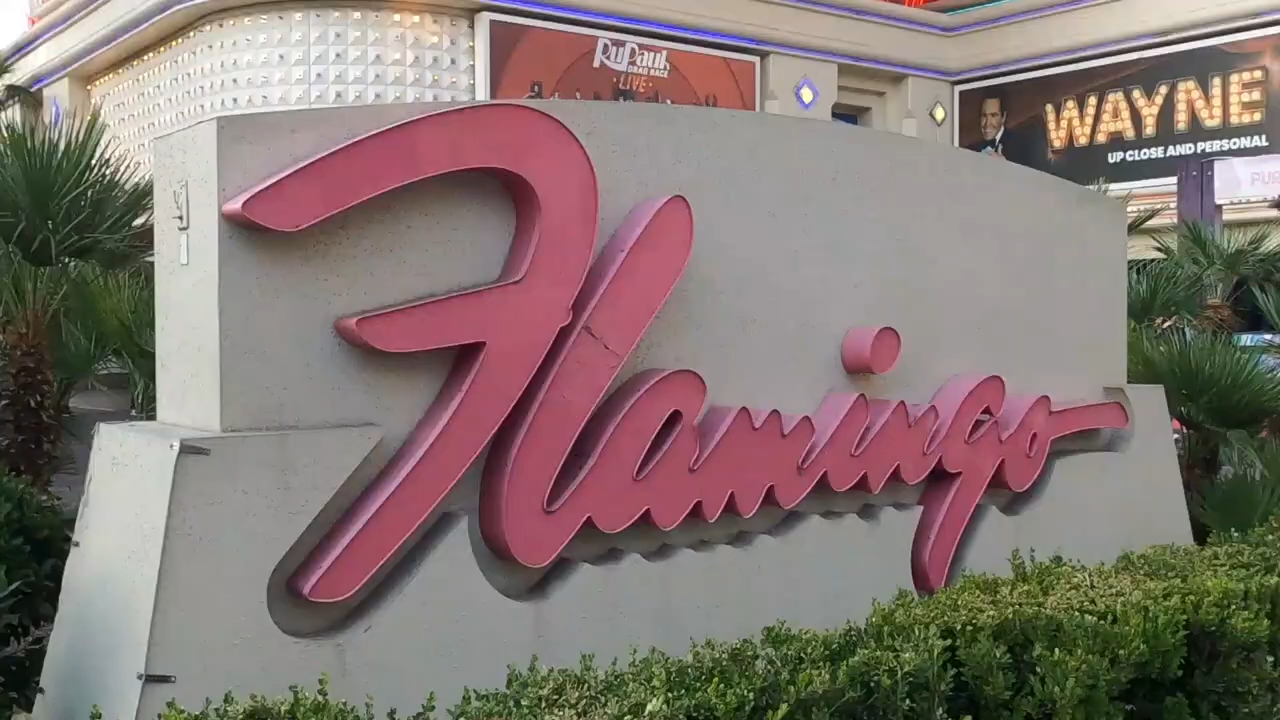 RuPaul's
DRAG RACE
LIVE
WAYNE
UP CLOSE AND PERSONAL
Flamingo